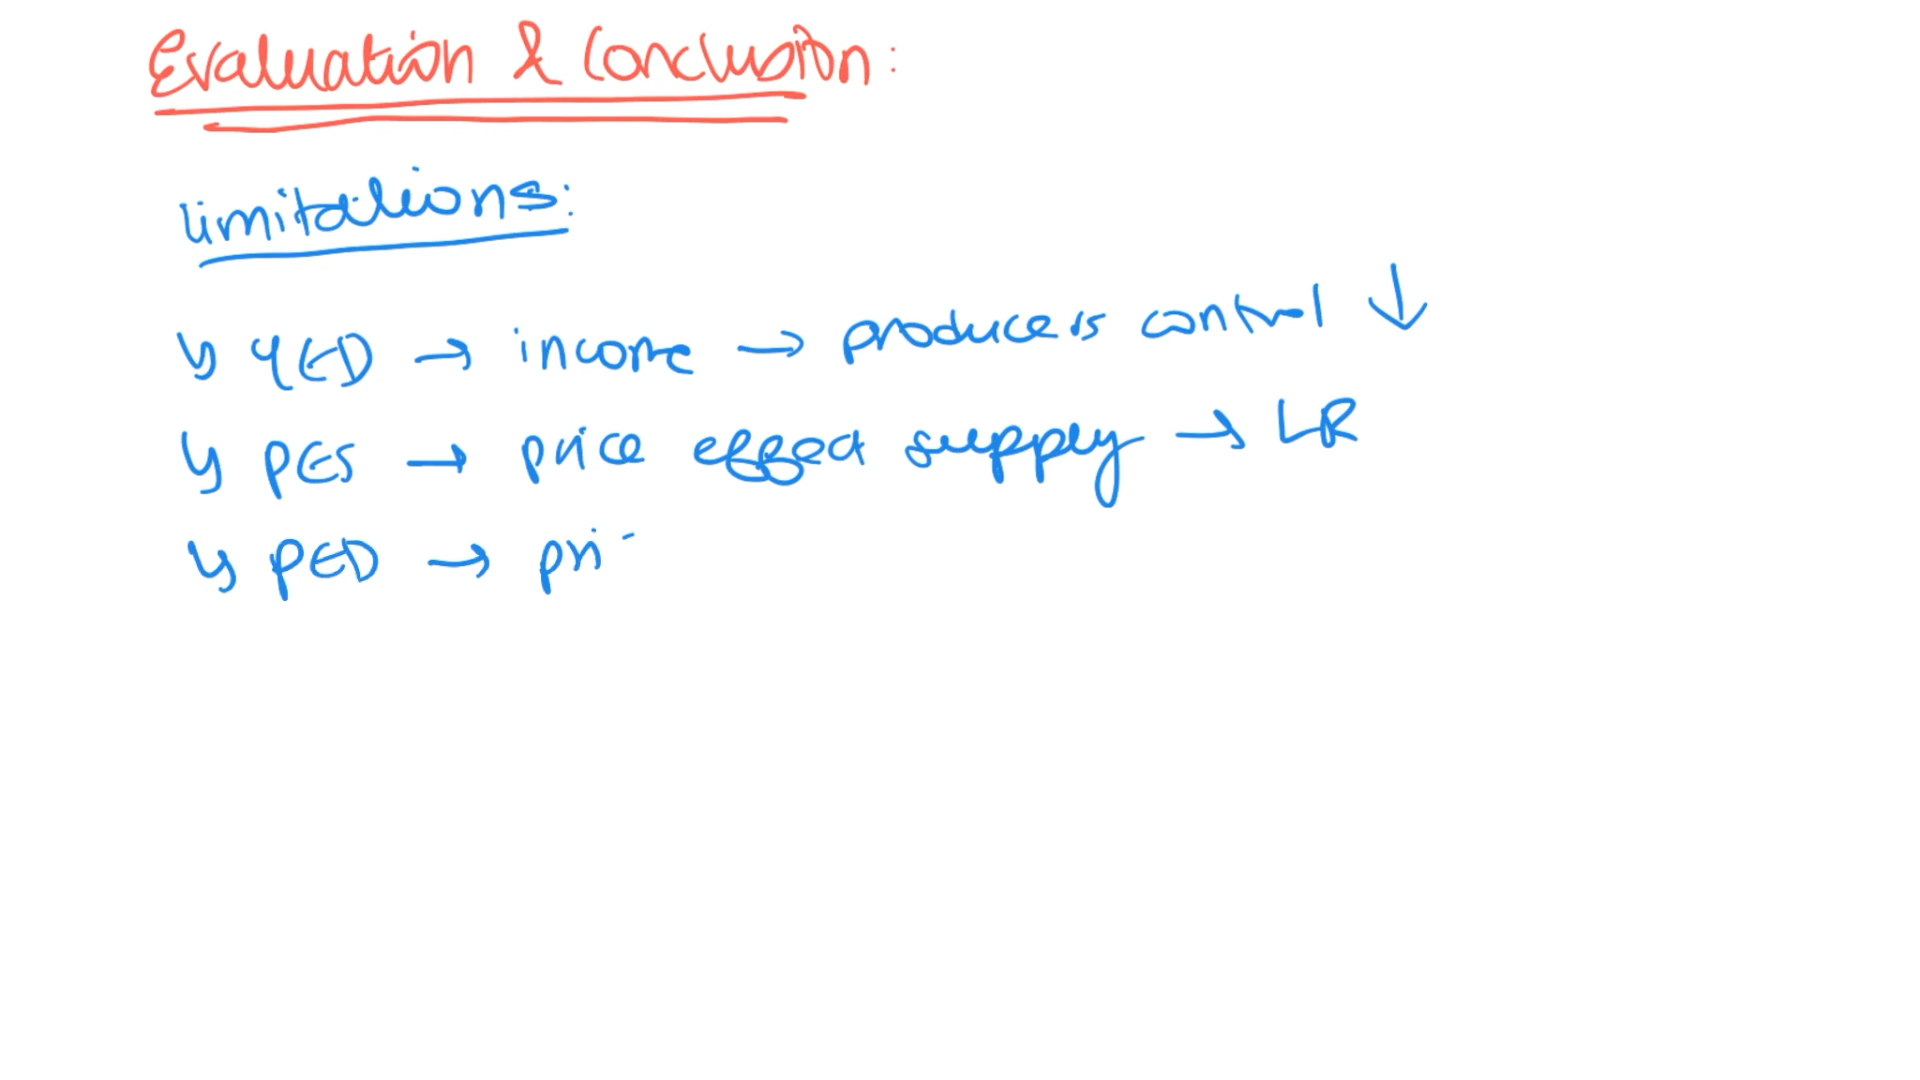 Evaluation & Conclusion:
limitations:
↳ YED → income → producers control ↓
↳ PES → price effect supply → LR
↳ PED → pri